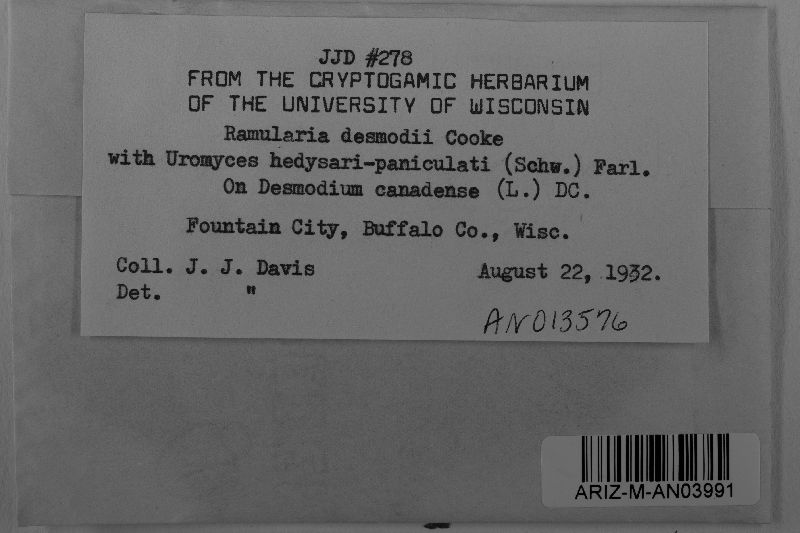 JJD #278
FROM THE CRYPTOGAMIC HERBARIUM
OF THE UNIVERSITY OF WISCONSIN
Ramularia desmodii Cooke
with Uromyces hedysari-paniculati (Schw.) Farl.
On Desmodium canadense (L.) DC.
Fountain City, Buffalo Co., Wisc.
Coll. J. J. Davis August 22, 1932.
Det. "
AN013576
ARIZ-M-AN03991